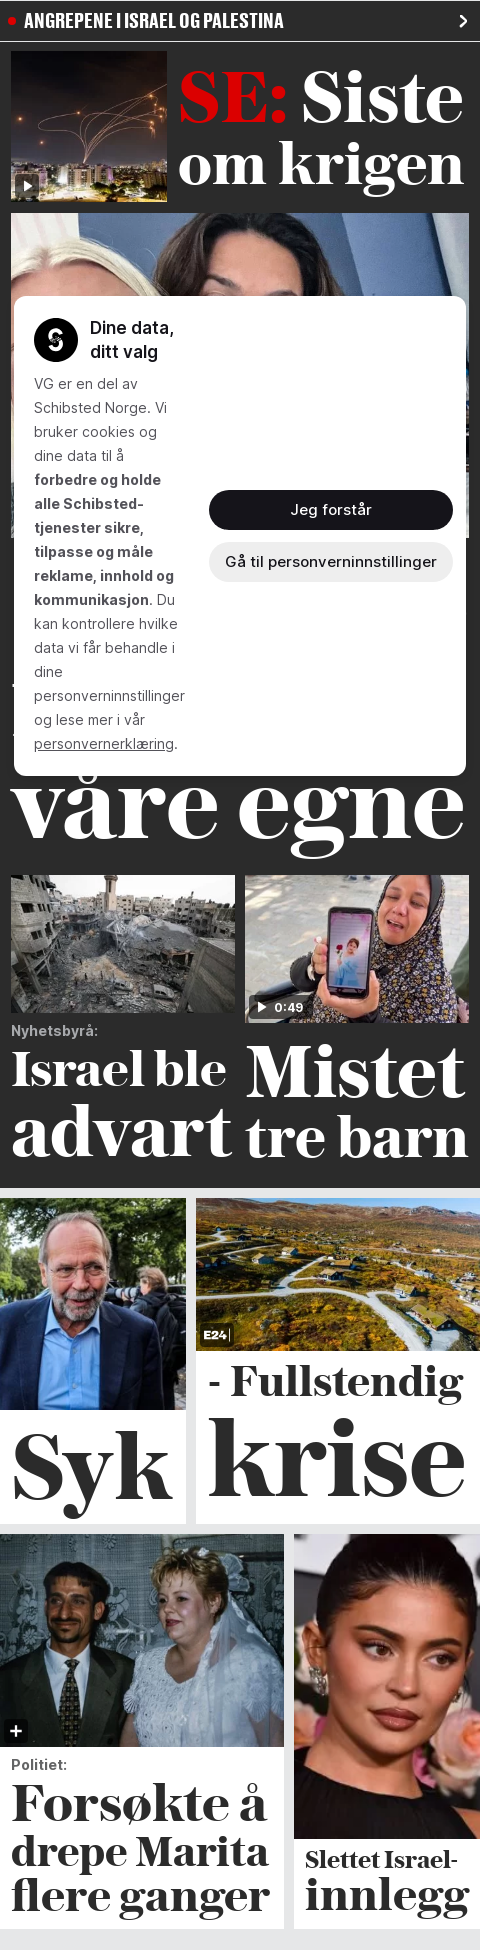 ANGREPENE I ISRAEL OG PALESTINA
SE: Siste
om krigen
Dine data,
ditt valg
VG er en del av
Schibsted Norge. Vi
bruker cookies og
dine data til å
forbedre og holde
alle Schibsted-
tjenester sikre,
tilpasse og måle
reklame, innhold og
kommunikasjon. Du
kan kontrollere hvilke
data vi får behandle i
dine
personverninnstillinger
og lese mer i vår
personvernerklæring.
Jeg forstår
Gå til personverninnstillinger
våre egne
Nyhetsbyrå:
Israel ble
advart
0:49
Mistet
tre barn
Syk
E24
- Fullstendig
krise
Politiet:
Forsøkte å
drepe Marita
flere ganger
Slettet Israel-
innlegg